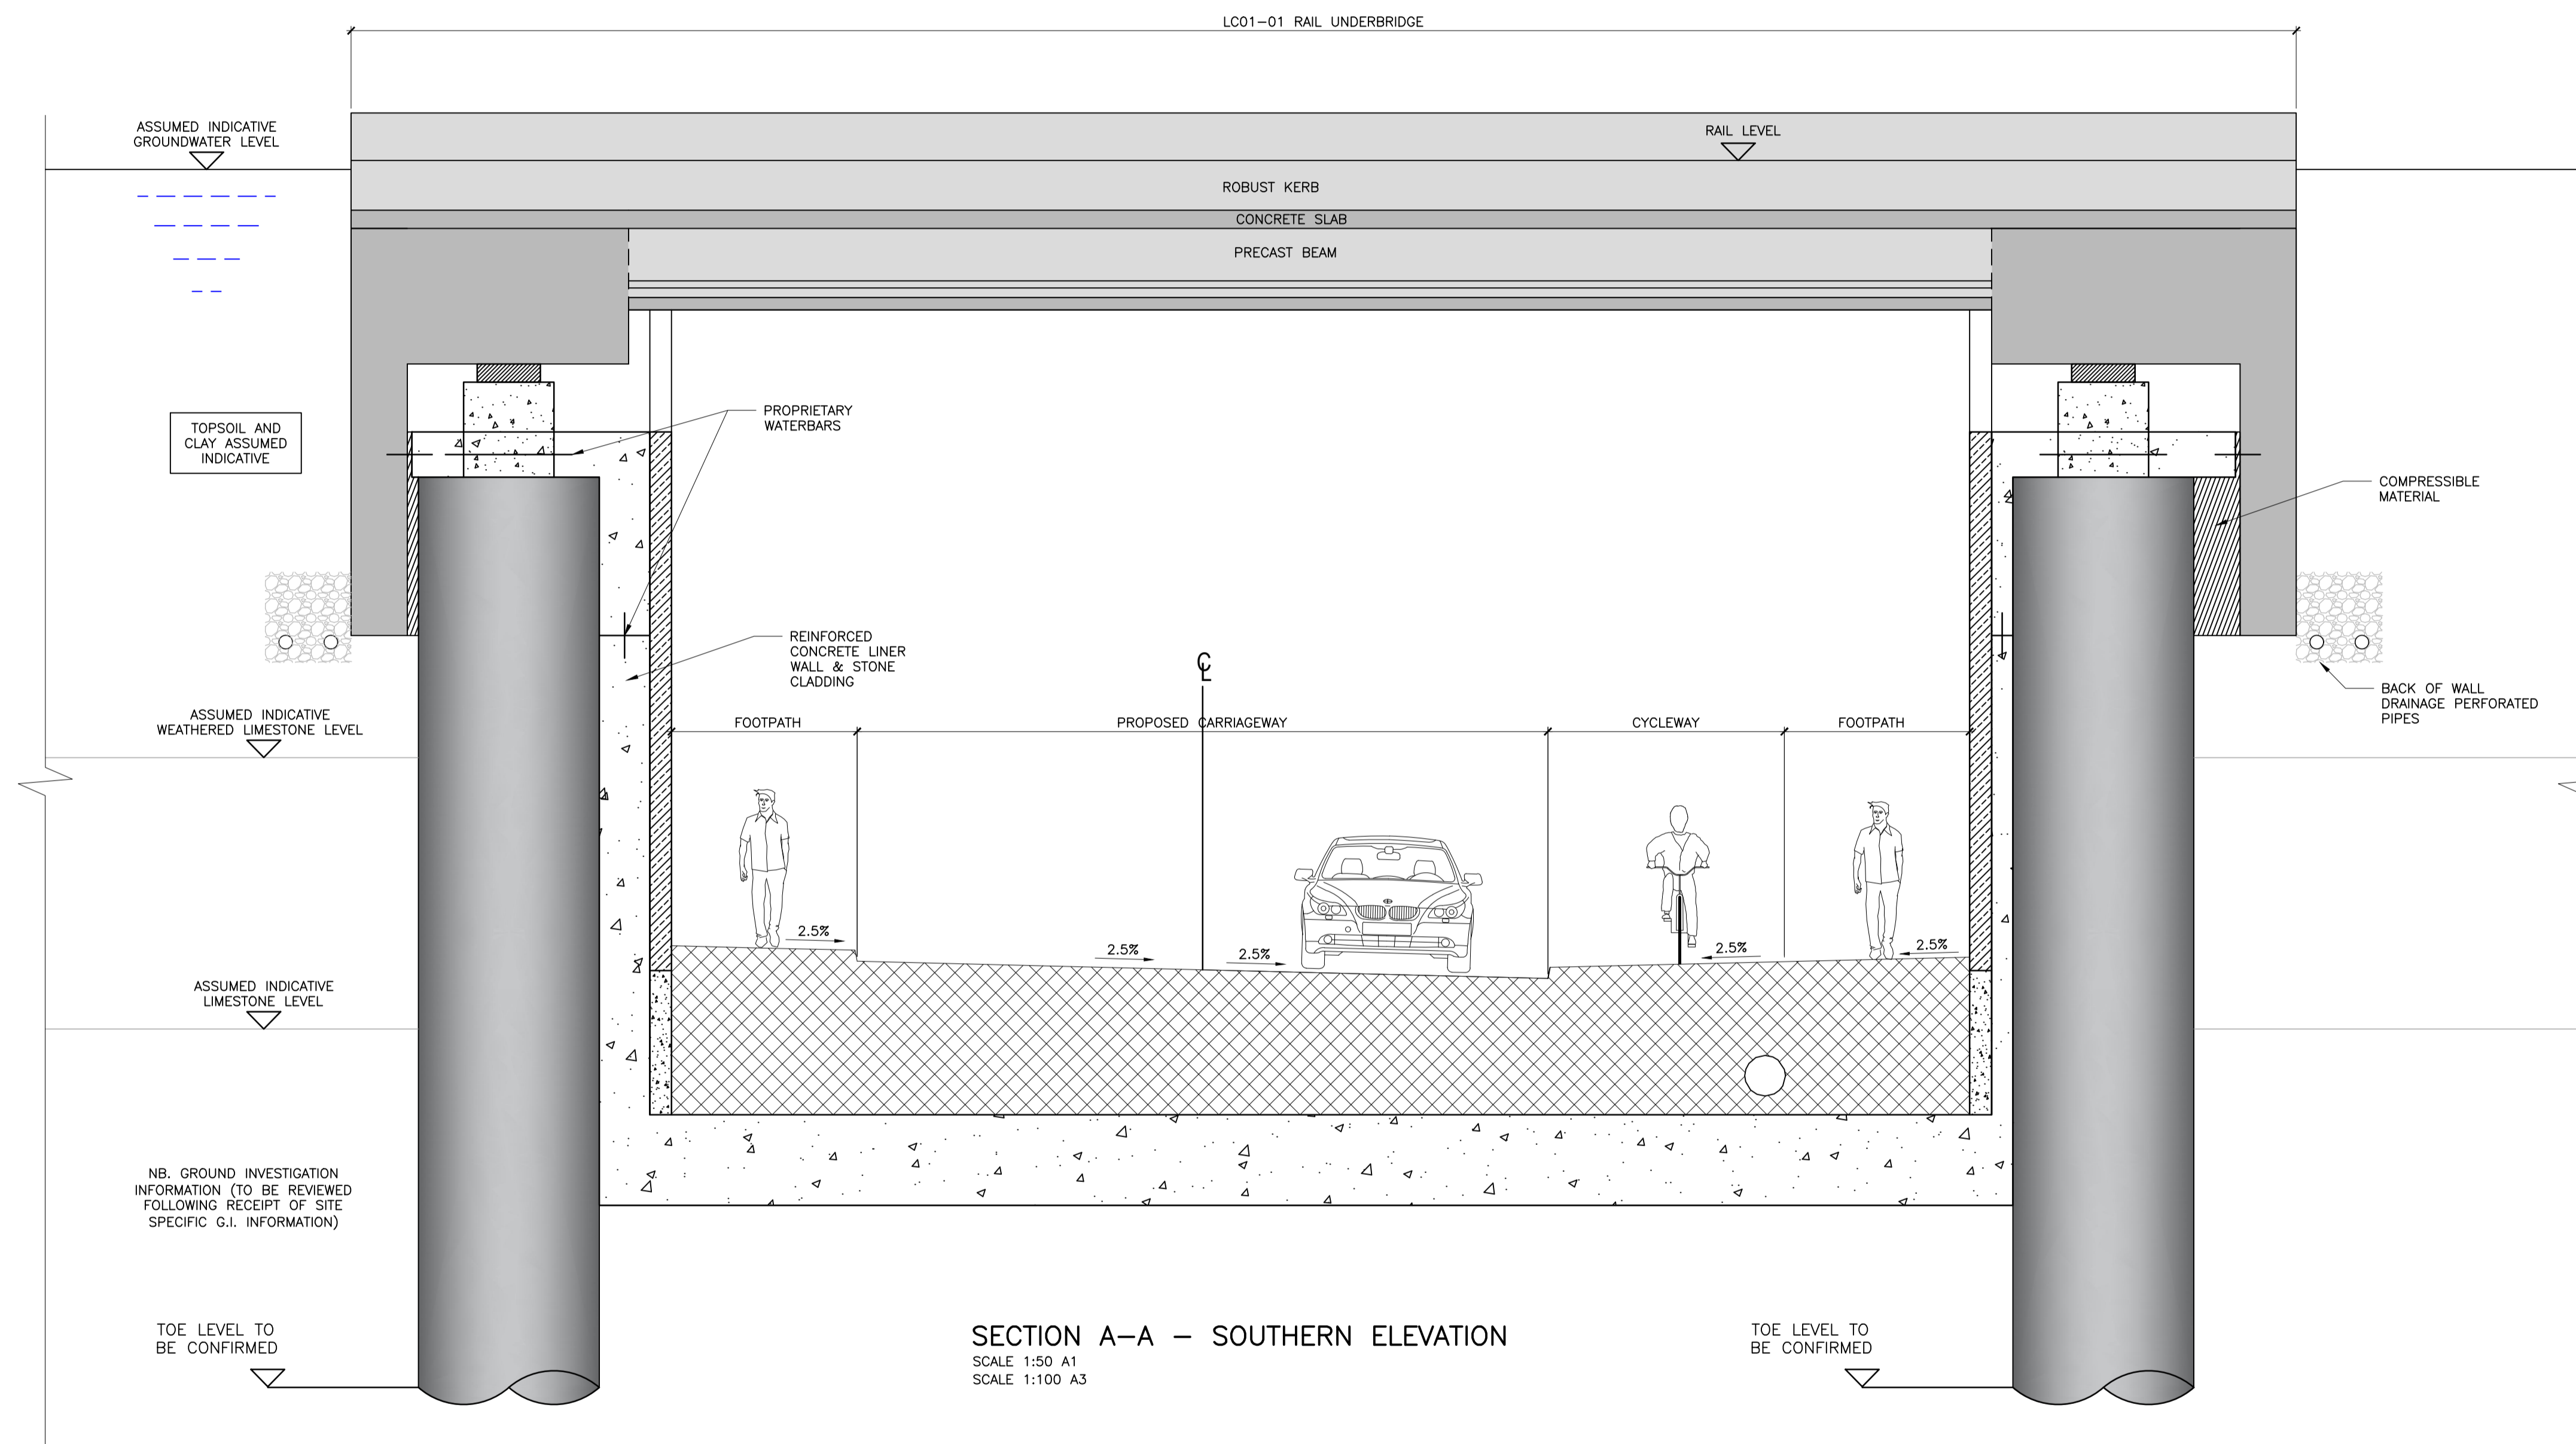 LC01-01 RAIL UNDERBRIDGE
ASSUMED INDICATIVE
GROUNDWATER LEVEL
RAIL LEVEL
ROBUST KERB
CONCRETE SLAB
PRECAST BEAM
PROPRIETARY
WATERBARS
TOPSOIL AND
CLAY ASSUMED
INDICATIVE
COMPRESSIBLE
MATERIAL
REINFORCED
CONCRETE LINER
WALL & STONE
CLADDING
CL
BACK OF WALL
DRAINAGE PERFORATED
PIPES
ASSUMED INDICATIVE
WEATHERED LIMESTONE LEVEL
FOOTPATH
PROPOSED CARRIAGEWAY
CYCLEWAY
FOOTPATH
2.5%
2.5%
2.5%
2.5%
2.5%
ASSUMED INDICATIVE
LIMESTONE LEVEL
NB. GROUND INVESTIGATION
INFORMATION (TO BE REVIEWED
FOLLOWING RECEIPT OF SITE
SPECIFIC G.I. INFORMATION)
TOE LEVEL TO
BE CONFIRMED
SECTION A-A - SOUTHERN ELEVATION
SCALE 1:50 A1
SCALE 1:100 A3
TOE LEVEL TO
BE CONFIRMED